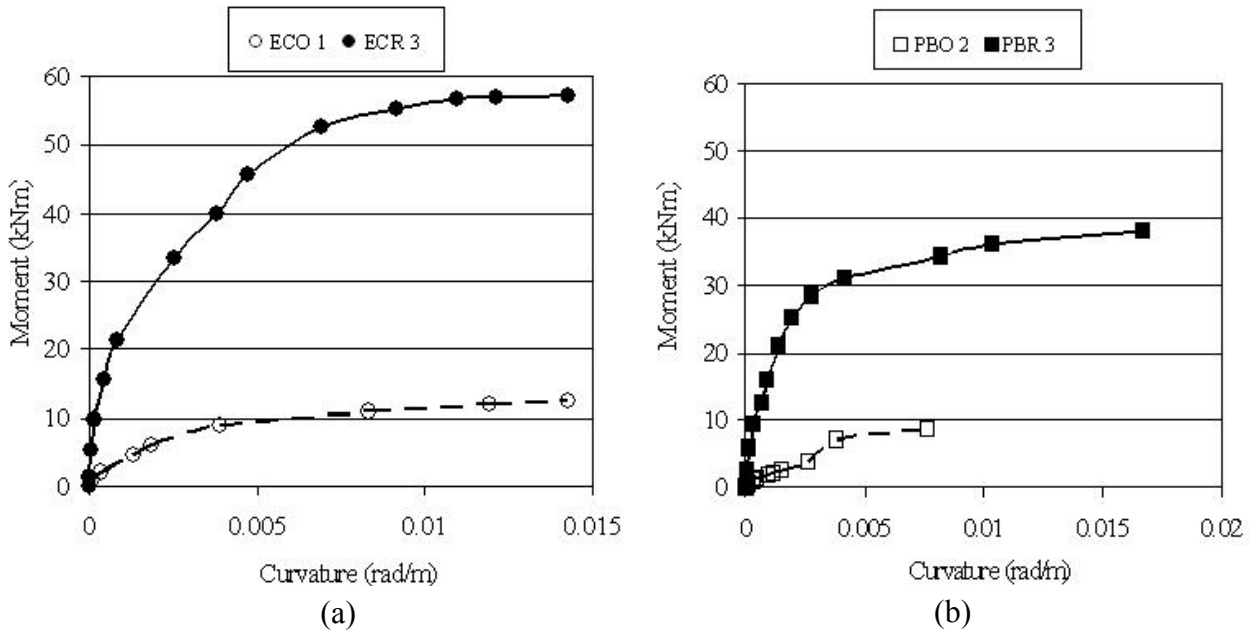 ECO 1 ECR 3
60
50
40
30
20
10
0
Moment (kNm)
0 0.005 0.01 0.015
Curvature (rad/m)
(a)
PBO 2 PBR 3
60
50
40
30
20
10
0
Moment (kNm)
0 0.005 0.01 0.015 0.02
Curvature (rad/m)
(b)